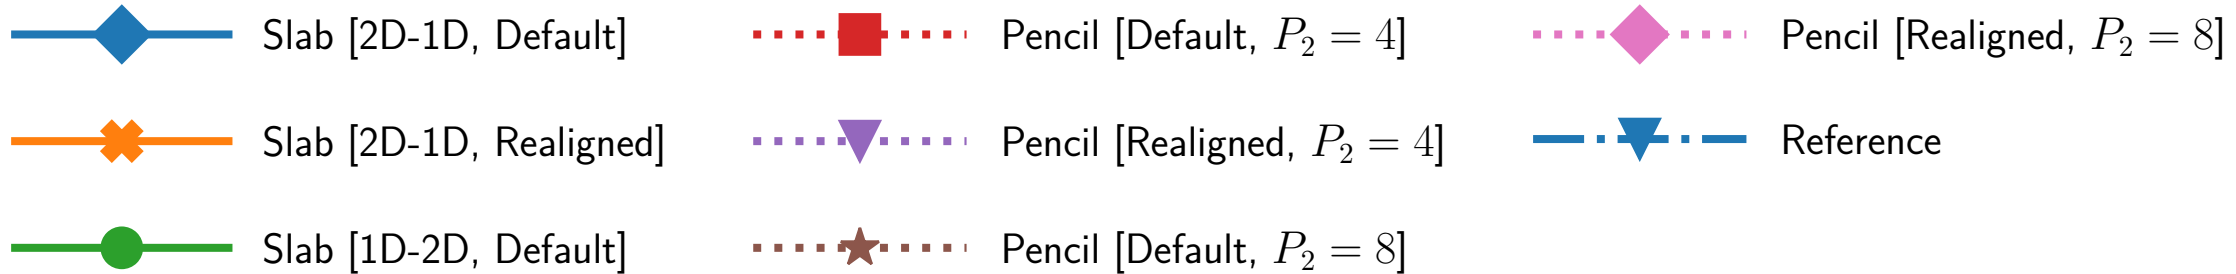 Slab [2D-1D, Default]
Slab [2D-1D, Realigned]
Slab [1D-2D, Default]
Pencil [Default, P₂ = 4]
Pencil [Realigned, P₂ = 4]
Pencil [Default, P₂ = 8]
Pencil [Realigned, P₂ = 8]
Reference